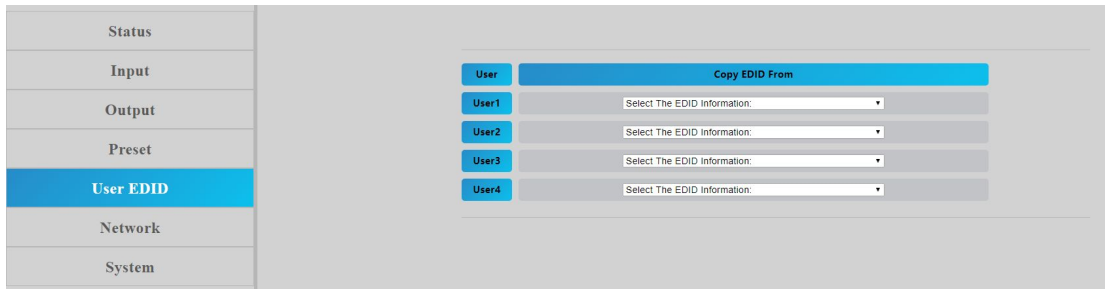 Status
Input
Output
Preset
User EDID
Network
System
User Copy EDID From
User1 Select The EDID Information:
User2 Select The EDID Information:
User3 Select The EDID Information:
User4 Select The EDID Information: